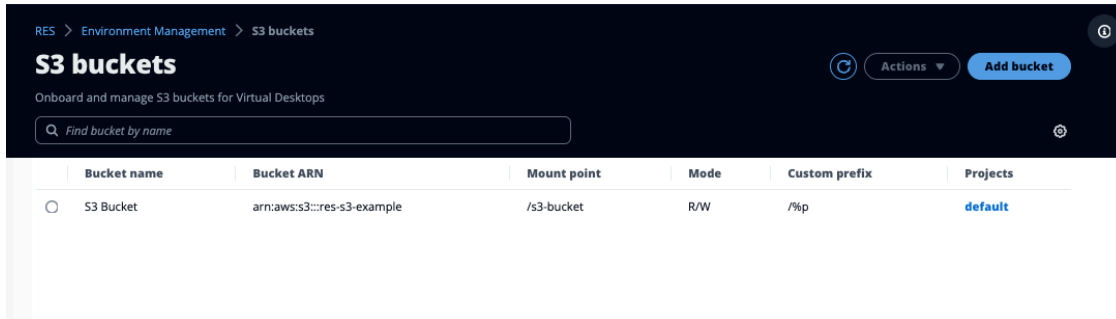 RES > Environment Management > S3 buckets
S3 buckets
Actions
Add bucket
Onboard and manage S3 buckets for Virtual Desktops
Find bucket by name
Bucket name Bucket ARN Mount point Mode Custom prefix Projects
S3 Bucket arn:aws:s3:::res-s3-example /s3-bucket R/W /%p default